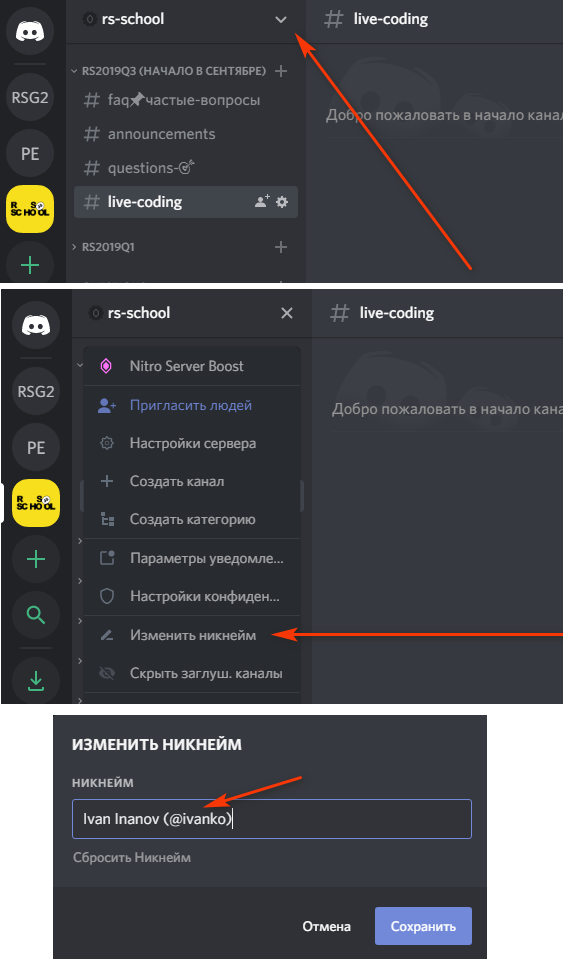 rs-school
live-coding
RSG2
RS2019Q3 (НАЧАЛО В СЕНТЯБРЕ)
faq📌частые-вопросы
announcements
Добро пожаловать в начало канал
PE
questions-🎯
RS SCHOOL
live-coding
RS2019Q1
rs-school
live-coding
Nitro Server Boost
RSG2
Пригласить людей
Добро пожаловать в начало кана
PE
Настройки сервера
Создать канал
RS SCHOOL
Создать категорию
Параметры уведомле...
Настройки конфиден...
Изменить никнейм
Скрыть заглуш. каналы
ИЗМЕНИТЬ НИКНЕЙМ
НИКНЕЙМ
Ivan Inanov (@ivanko)
Сбросить Никнейм
Отмена
Сохранить